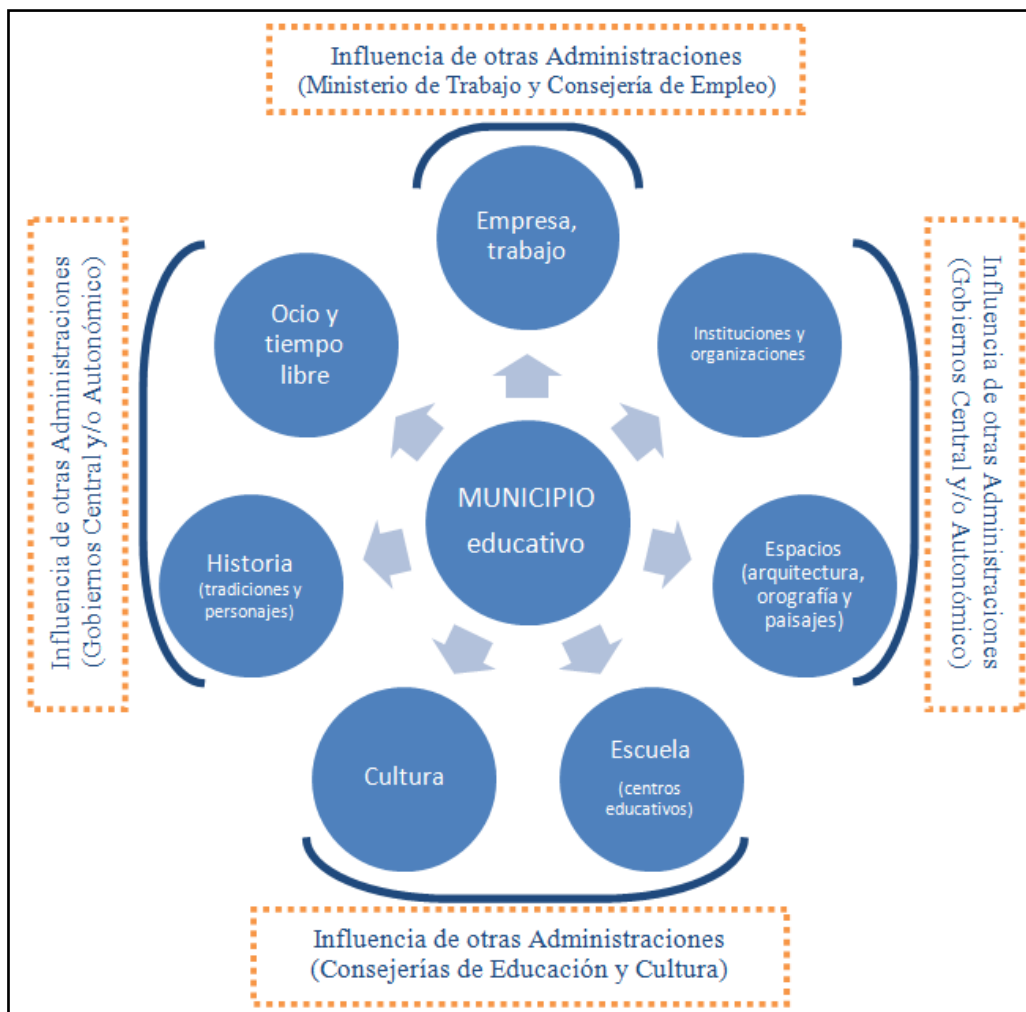 Influencia de otras Administraciones
(Ministerio de Trabajo y Consejería de Empleo)
Empresa,
trabajo
Instituciones y
organizaciones
Influencia de otras Administraciones
(Gobiernos Central y/o Autonómico)
Espacios
(arquitectura,
orografía y
paisajes)
Escuela
(centros
educativos)
Cultura
Historia
(tradiciones y
personajes)
Ocio y
tiempo
libre
Influencia de otras Administraciones
(Gobiernos Central y/o Autonómico)
MUNICIPIO
educativo
Influencia de otras Administraciones
(Consejerías de Educación y Cultura)